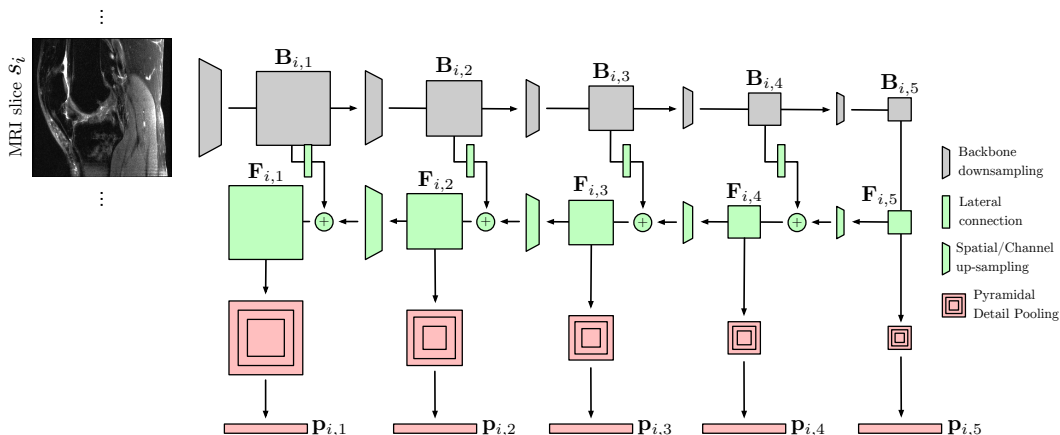 ⋮
MRI slice s_i
⋮
B_{i,1}
B_{i,2}
B_{i,3}
B_{i,4}
B_{i,5}
F_{i,1}
F_{i,2}
F_{i,3}
F_{i,4}
F_{i,5}
+ + + +
Backbone
downsampling
Lateral
connection
Spatial/Channel
up-sampling
Pyramidal
Detail Pooling
p_{i,1}
p_{i,2}
p_{i,3}
p_{i,4}
p_{i,5}